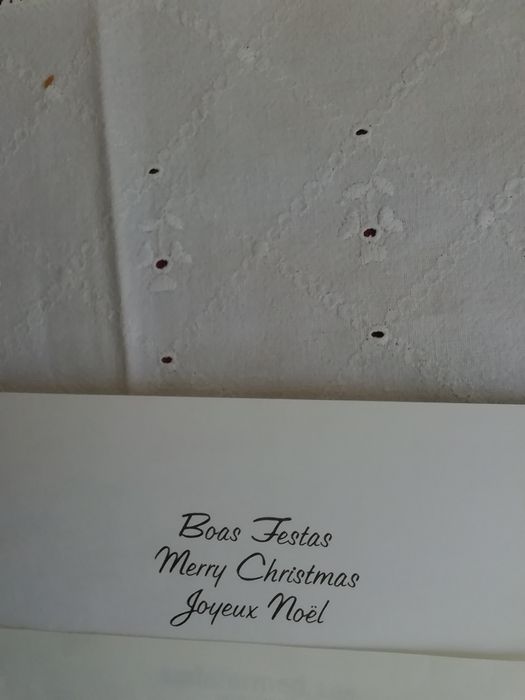 Boas Festas
Merry Christmas
Joyeux Noël